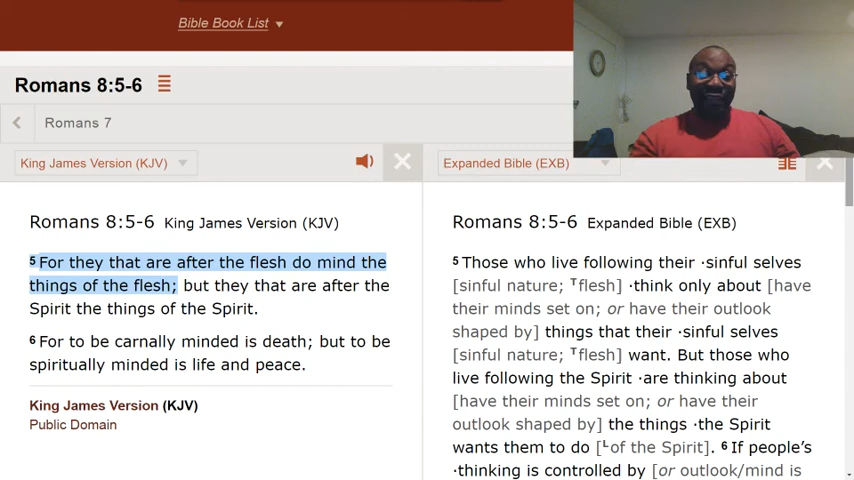 Bible Book List
Romans 8:5-6
Romans 7
King James Version (KJV)
Expanded Bible (EXB)
Romans 8:5-6 King James Version (KJV)
5 For they that are after the flesh do mind the
things of the flesh; but they that are after the
Spirit the things of the Spirit.
6 For to be carnally minded is death; but to be
spiritually minded is life and peace.
King James Version (KJV)
Public Domain
Romans 8:5-6 Expanded Bible (EXB)
5 Those who live following their ·sinful selves
[sinful nature; ᵀflesh] ·think only about [have
their minds set on; or have their outlook
shaped by] things that their ·sinful selves
[sinful nature; ᵀflesh] want. But those who
live following the Spirit ·are thinking about
[have their minds set on; or have their
outlook shaped by] the things ·the Spirit
wants them to do [ᴸof the Spirit]. 6 If people's
·thinking is controlled by [or outlook/mind is